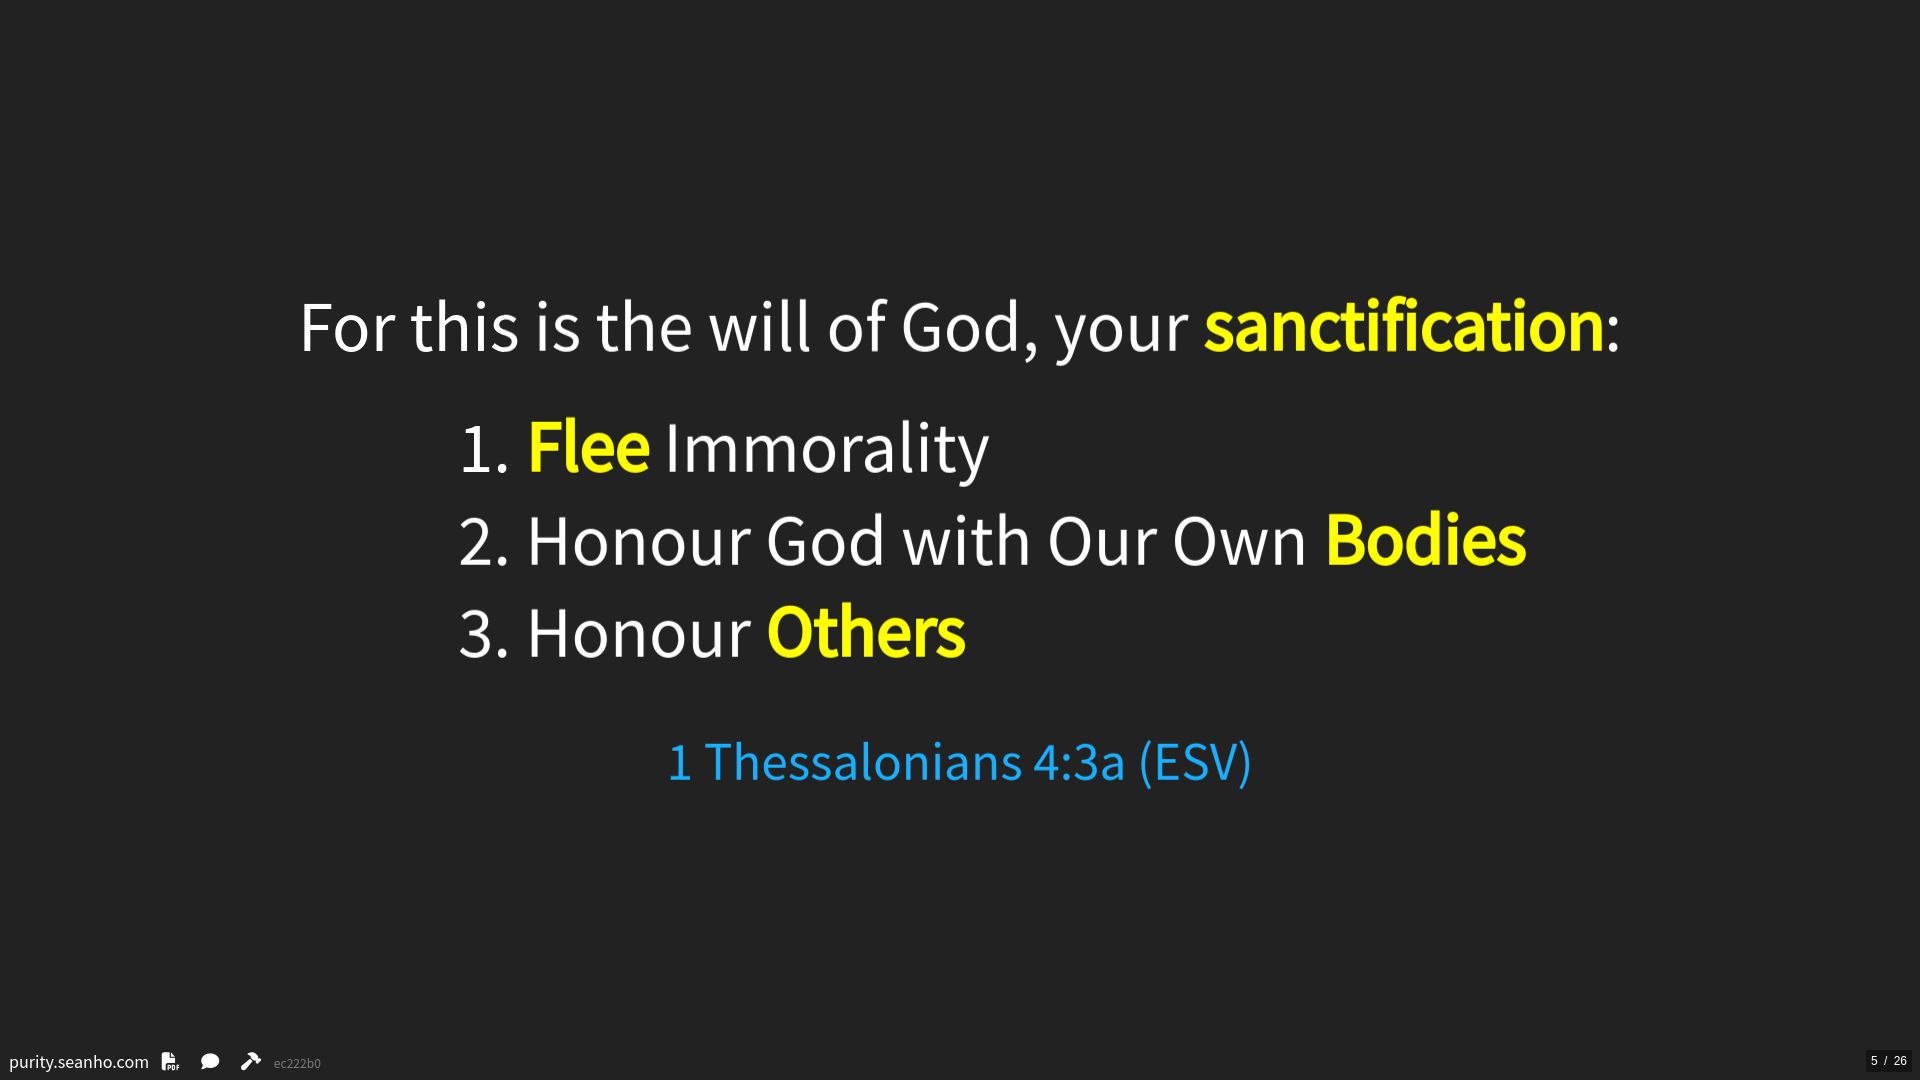 For this is the will of God, your sanctification:
1. Flee Immorality
2. Honour God with Our Own Bodies
3. Honour Others
1 Thessalonians 4:3a (ESV)
purity.seanho.com PDF ec222b0
5 / 26